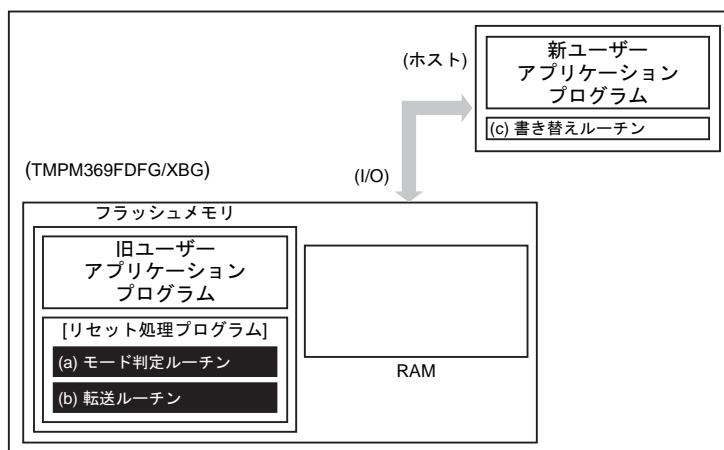 (ホスト)
新ユーザー
アプリケーション
プログラム
(c) 書き替えルーチン
(TMPM369FDFG/XBG)
(I/O)
フラッシュメモリ
旧ユーザー
アプリケーション
プログラム
[リセット処理プログラム]
(a) モード判定ルーチン
(b) 転送ルーチン
RAM